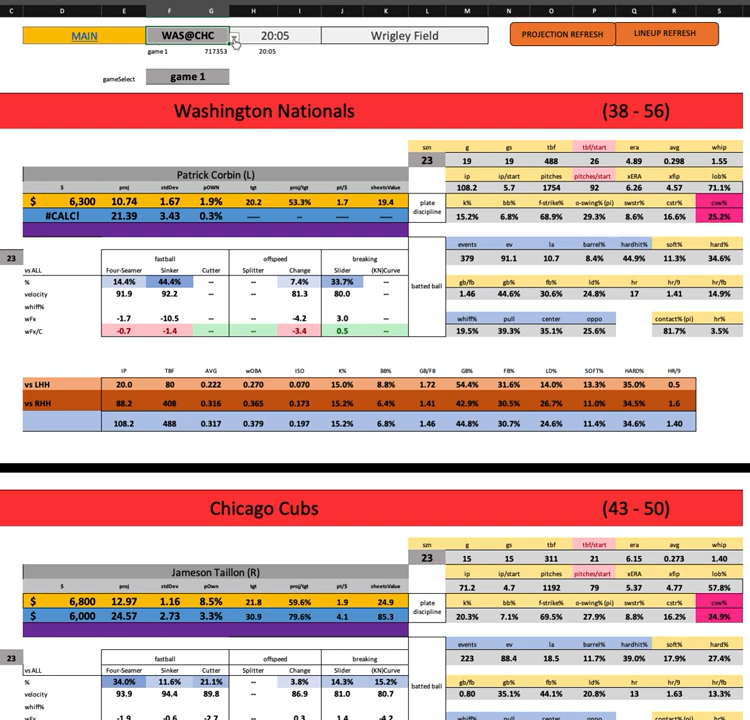 C D E F G H I J K L M N O P Q R S
MAIN WAS@CHC 20:05 Wrigley Field PROJECTION REFRESH LINEUP REFRESH
game 1 717353 20:05
gameSelect game 1
Washington Nationals (38 - 56)
szn g gs tbf tbf/start era avg whip
23 19 19 488 26 4.89 0.298 1.55
Patrick Corbin (L) ip ip/start pitches pitches/start xERA xfip lob%
$ proj stdDev pOWN tgt proj/tgt pt/$ sheetsValue 108.2 5.7 1754 92 6.26 4.57 71.1%
$ 6,300 10.74 1.67 1.9% 20.2 53.3% 1.7 19.4 plate discipline k% bb% f-strike% o-swing% (pi) swstr% cstr% csw%
#CALC! 21.39 3.43 0.3% ---- ---- -- ---- 15.2% 6.8% 68.9% 29.3% 8.6% 16.6% 25.2%
events ev la barrel% hardhit% soft% hard%
23 fastball offspeed breaking 379 91.1 10.7 8.4% 44.9% 11.3% 34.6%
vs ALL Four-Seamer Sinker Cutter Splitter Change Slider (KN)Curve
% 14.4% 44.4% -- -- 7.4% 33.7% -- batted ball gb/fb gb% fb% ld% hr hr/9 hr/fb
velocity 91.9 92.2 -- -- 81.3 80.0 -- 1.46 44.6% 30.6% 24.8% 17 1.41 14.9%
whiff%
wFx -1.7 -10.5 -- -- -4.2 3.0 -- whiff% pull center oppo contact% (pi) hr%
wFx/C -0.7 -1.4 -- -- -3.4 0.5 -- 19.5% 39.3% 35.1% 25.6% 81.7% 3.5%
IP TBF AVG wOBA ISO K% BB% GB/FB GB% FB% LD% SOFT% HARD% HR/9
vs LHH 20.0 80 0.222 0.270 0.070 15.0% 8.8% 1.72 54.4% 31.6% 14.0% 13.3% 35.0% 0.5
vs RHH 88.2 408 0.316 0.365 0.173 15.2% 6.4% 1.41 42.9% 30.5% 26.7% 11.0% 34.5% 1.6
108.2 488 0.317 0.379 0.197 15.2% 6.8% 1.46 44.8% 30.7% 24.6% 11.4% 34.6% 1.40
Chicago Cubs (43 - 50)
szn g gs tbf tbf/start era avg whip
23 15 15 311 21 6.15 0.273 1.40
Jameson Taillon (R) ip ip/start pitches pitches/start xERA xfip lob%
$ proj stdDev pOwn tgt proj/tgt pt/$ sheetsValue 71.2 4.7 1192 79 5.37 4.77 57.8%
$ 6,800 12.97 1.16 8.5% 21.8 59.6% 1.9 24.9 plate discipline k% bb% f-strike% o-swing% (pi) swstr% cstr% csw%
$ 6,000 24.57 2.73 3.3% 30.9 79.6% 4.1 85.3 20.3% 7.1% 69.5% 27.9% 8.8% 16.2% 24.9%
events ev la barrel% hardhit% soft% hard%
23 fastball offspeed breaking 223 88.4 18.5 11.7% 39.0% 17.9% 27.4%
vs ALL Four-Seamer Sinker Cutter Splitter Change Slider (KN)Curve
% 34.0% 11.6% 21.1% -- 3.8% 14.3% 15.2% batted ball gb/fb gb% fb% ld% hr hr/9 hr/fb
velocity 93.9 94.4 89.8 -- 86.9 81.0 80.7 0.80 35.1% 44.1% 20.8% 13 1.63 13.3%
whiff%
wFx -1.9 -0.6 -2.7 -- 0.3 1.4 -4.2 whiff% pull center oppo contact% (pi) hr%